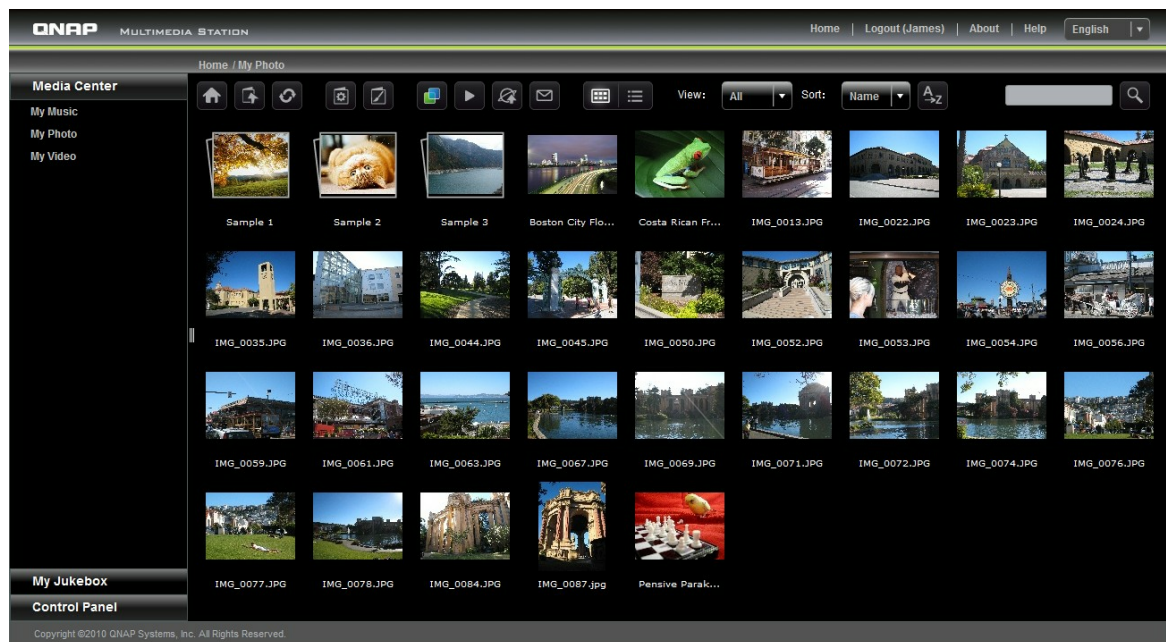 QNAP MULTIMEDIA STATION
Home | Logout (James) | About | Help English
Home / My Photo
Media Center
My Music
My Photo
My Video
View: All Sort: Name A→Z
Sample 1 Sample 2 Sample 3 Boston City Flo... Costa Rican Fr... IMG_0013.JPG IMG_0022.JPG IMG_0023.JPG IMG_0024.JPG
IMG_0035.JPG IMG_0036.JPG IMG_0044.JPG IMG_0045.JPG IMG_0050.JPG IMG_0052.JPG IMG_0053.JPG IMG_0054.JPG IMG_0056.JPG
IMG_0059.JPG IMG_0061.JPG IMG_0063.JPG IMG_0067.JPG IMG_0069.JPG IMG_0071.JPG IMG_0072.JPG IMG_0074.JPG IMG_0076.JPG
IMG_0077.JPG IMG_0078.JPG IMG_0084.JPG IMG_0087.jpg Pensive Parak...
My Jukebox
Control Panel
Copyright ©2010 QNAP Systems, Inc. All Rights Reserved.